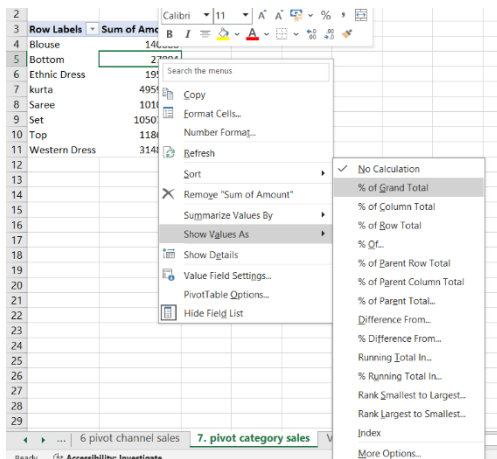 Calibri 11 A A % ,
B I A
2
3 Row Labels Sum of Amo
4 Blouse
5 Bottom
6 Ethnic Dress
7 kurta
8 Saree
9 Set
10 Top
11 Western Dress
12
13
14
15
16
17
18
19
20
21
22
23
24
25
26
27
28
29
Search the menus
Copy
Format Cells...
Number Format...
Refresh
Sort
Remove "Sum of Amount"
Summarize Values By
Show Values As
Show Details
Value Field Settings...
PivotTable Options...
Hide Field List
No Calculation
% of Grand Total
% of Column Total
% of Row Total
% Of...
% of Parent Row Total
% of Parent Column Total
% of Parent Total...
Difference From...
% Difference From...
Running Total In...
% Running Total In...
Rank Smallest to Largest...
Rank Largest to Smallest...
Index
More Options...
... 6 pivot channel sales 7. pivot category sales V
Ready Accessibility: Investigate